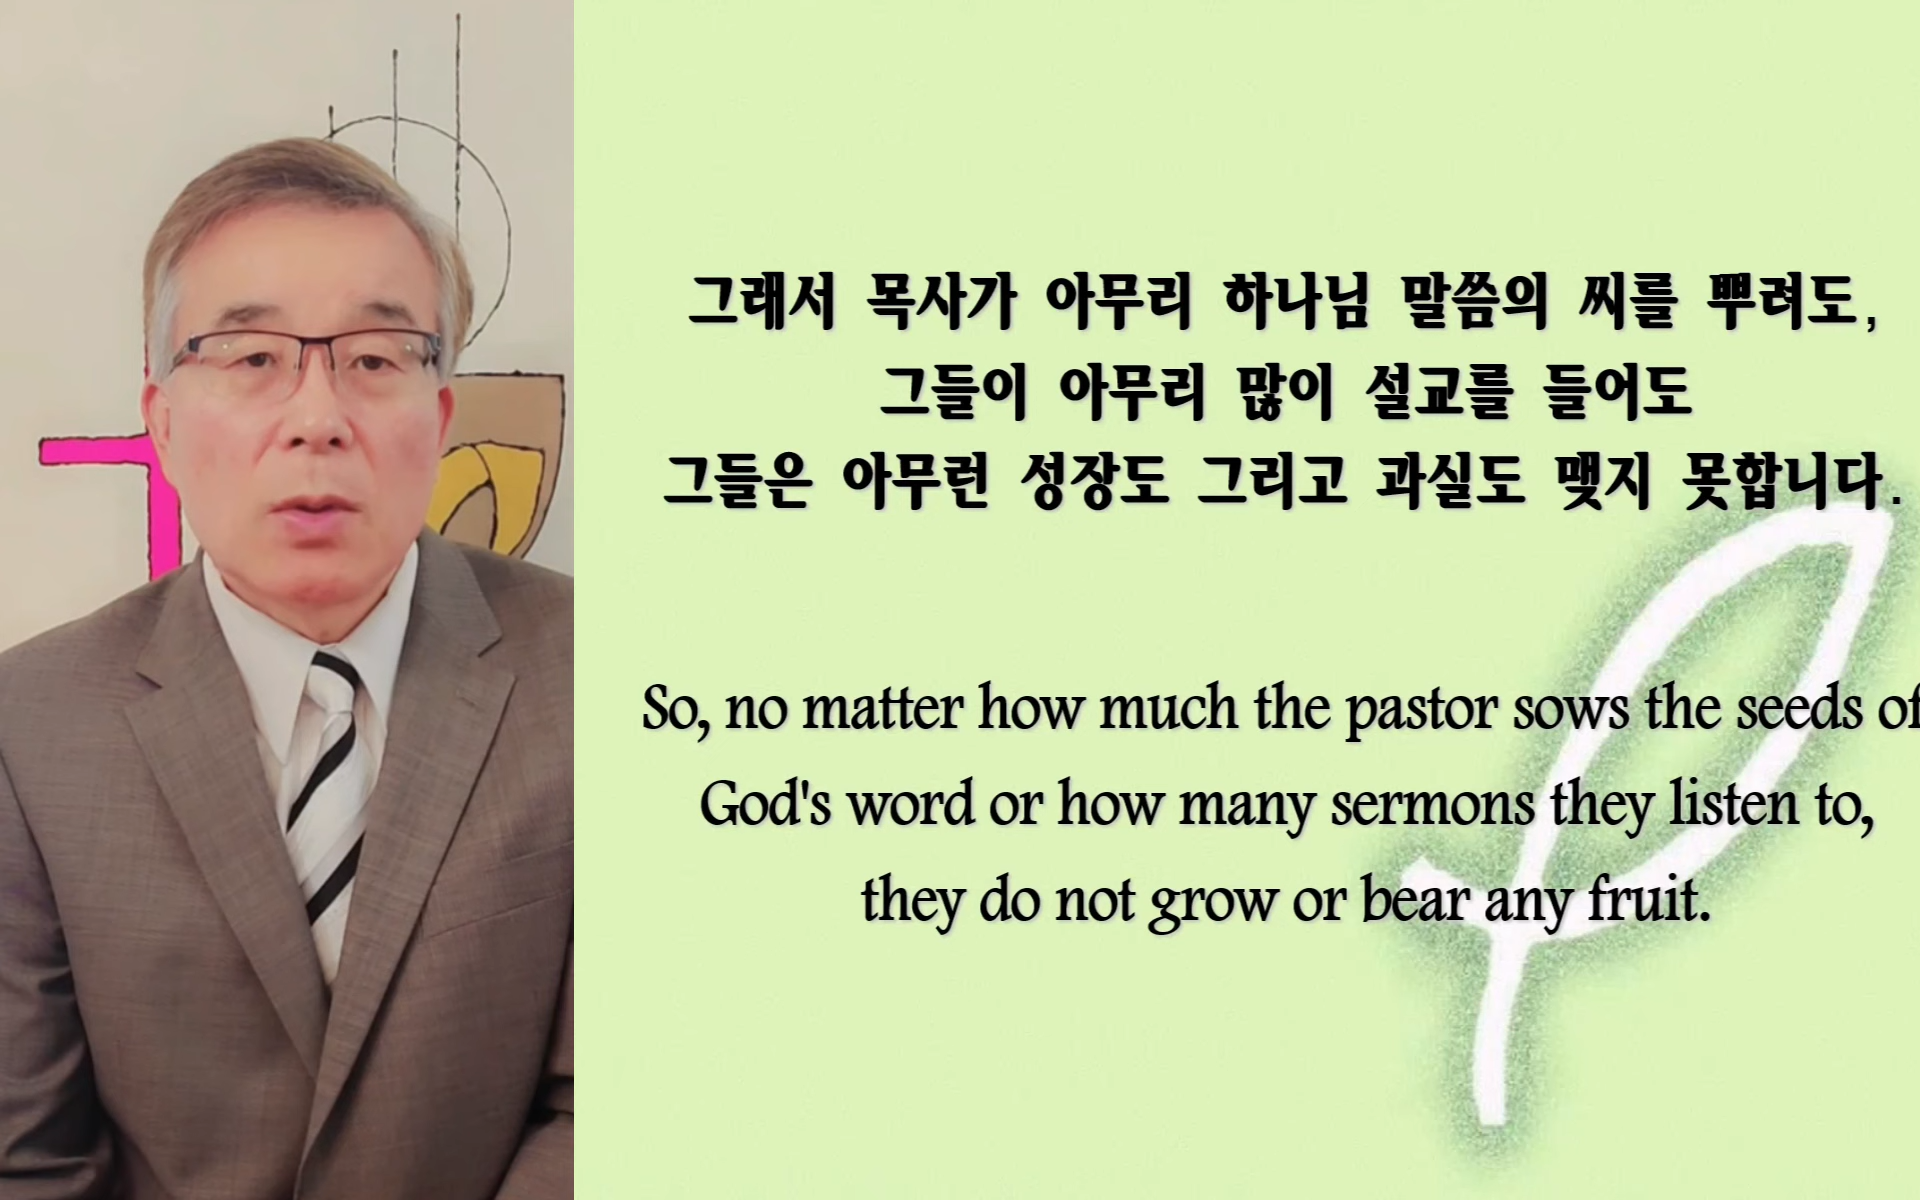 그래서 목사가 아무리 하나님 말씀의 씨를 뿌려도,
그들이 아무리 많이 설교를 들어도
그들은 아무런 성장도 그리고 과실도 맺지 못합니다.
So, no matter how much the pastor sows the seeds of
God's word or how many sermons they listen to,
they do not grow or bear any fruit.